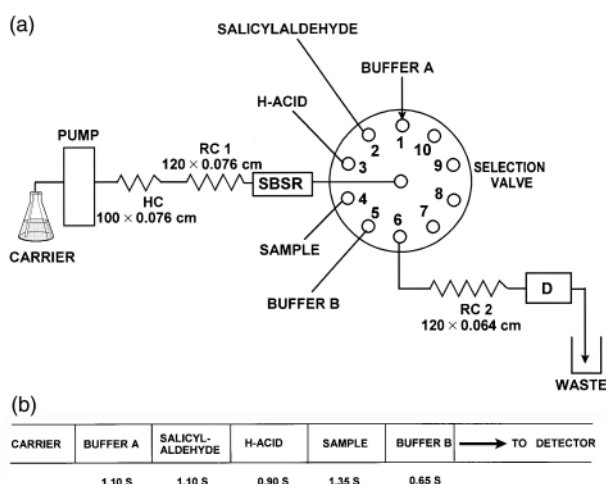 (a)
SALICYLALDEHYDE
BUFFER A
H-ACID
PUMP
RC 1
120 × 0.076 cm
SBSR
HC
100 × 0.076 cm
CARRIER
1
2
3
4
5
6
7
8
9
10
SELECTION
VALVE
SAMPLE
BUFFER B
RC 2
120 × 0.064 cm
D
WASTE
(b)
CARRIER BUFFER A SALICYL- H-ACID SAMPLE BUFFER B TO DETECTOR
ALDEHYDE
1.10 S 1.10 S 0.90 S 1.35 S 0.65 S